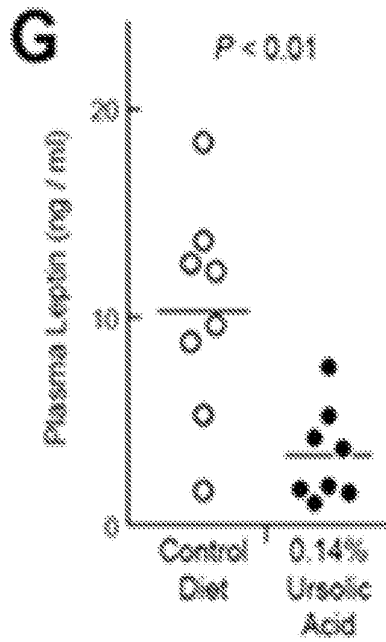 G
P < 0.01
Plasma Leptin (ng / ml)
20
10
0
Control
Diet
0.14%
Ursolic
Acid